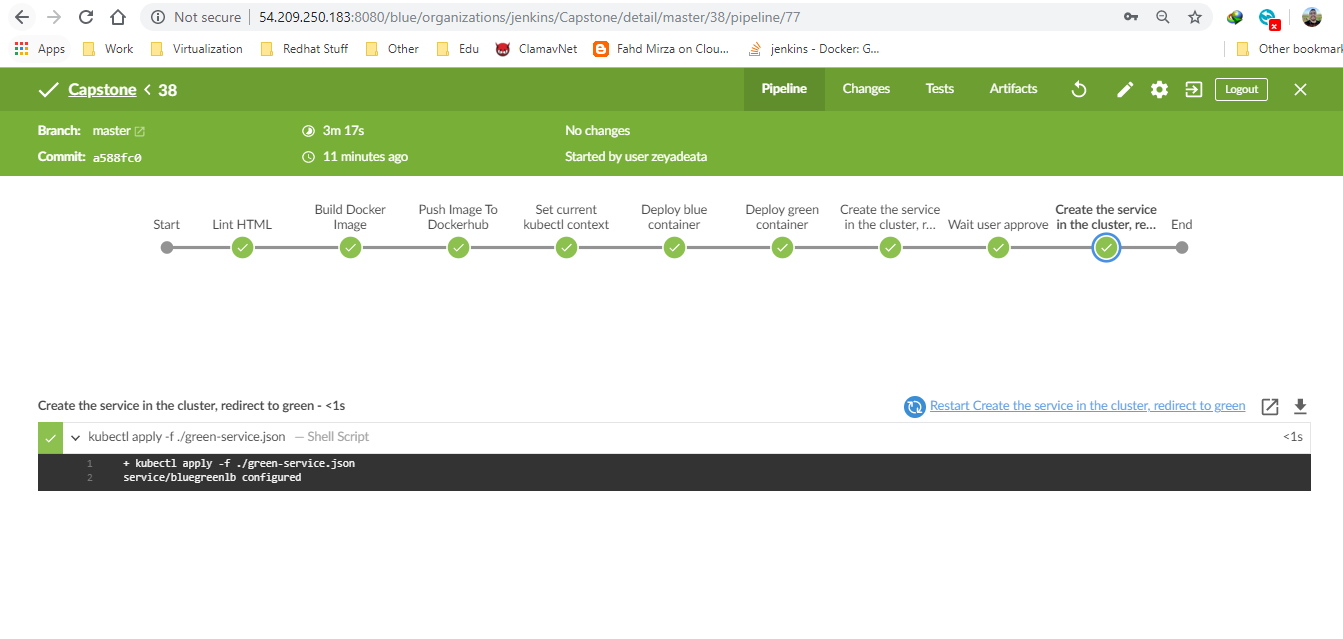 Not secure 54.209.250.183:8080/blue/organizations/jenkins/Capstone/detail/master/38/pipeline/77
Apps Work Virtualization Redhat Stuff Other Edu ClamavNet Fahd Mirza on Clou... jenkins - Docker: G... Other bookmark
Capstone < 38 Pipeline Changes Tests Artifacts Logout
Branch: master 3m 17s No changes
Commit: a588fc0 11 minutes ago Started by user zeyadeata
Start
Lint HTML
Build Docker
Image
Push Image To
Dockerhub
Set current
kubectl context
Deploy blue
container
Deploy green
container
Create the service
in the cluster, r...
Wait user approve
Create the service
in the cluster, re...
End
Create the service in the cluster, redirect to green - <1s
Restart Create the service in the cluster, redirect to green
kubectl apply -f ./green-service.json — Shell Script <1s
1 + kubectl apply -f ./green-service.json
2 service/bluegreenlb configured